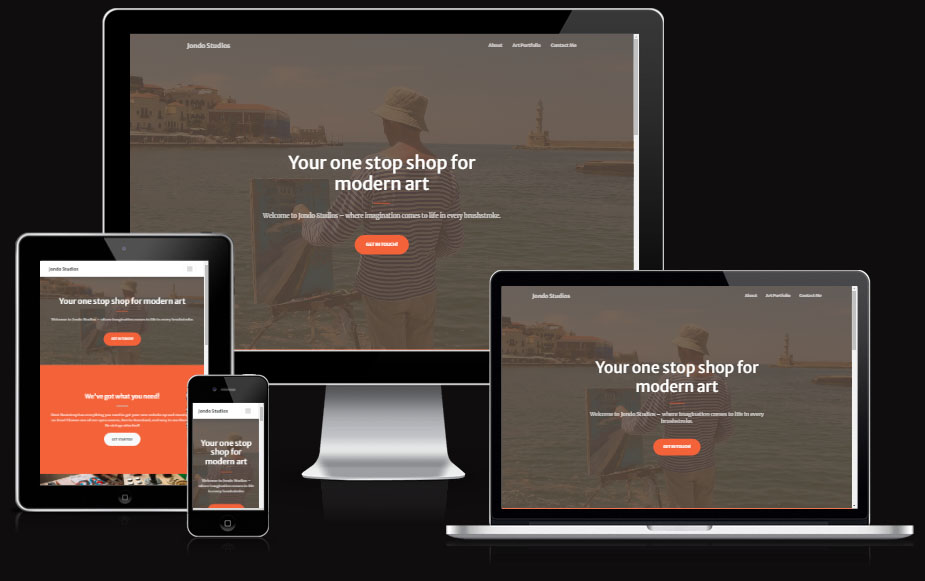 Jondo Studios
About Art Portfolio Contact Me
Your one stop shop for
modern art
Welcome to Jondo Studios – where imagination comes to life in every brushstroke.
GET IN TOUCH!
Jondo Studios
Your one stop shop for modern art
Welcome to Jondo Studios – where imagination comes to life in every brushstroke.
GET IN TOUCH!
We've got what you need!
GET STARTED!
Jondo Studios
Your one stop
shop for
modern art
Welcome to Jondo Studios –
where imagination comes to life
in every brushstroke.
Jondo Studios
About Art Portfolio Contact Me
Your one stop shop for
modern art
Welcome to Jondo Studios – where imagination comes to life in every
brushstroke.
GET IN TOUCH!